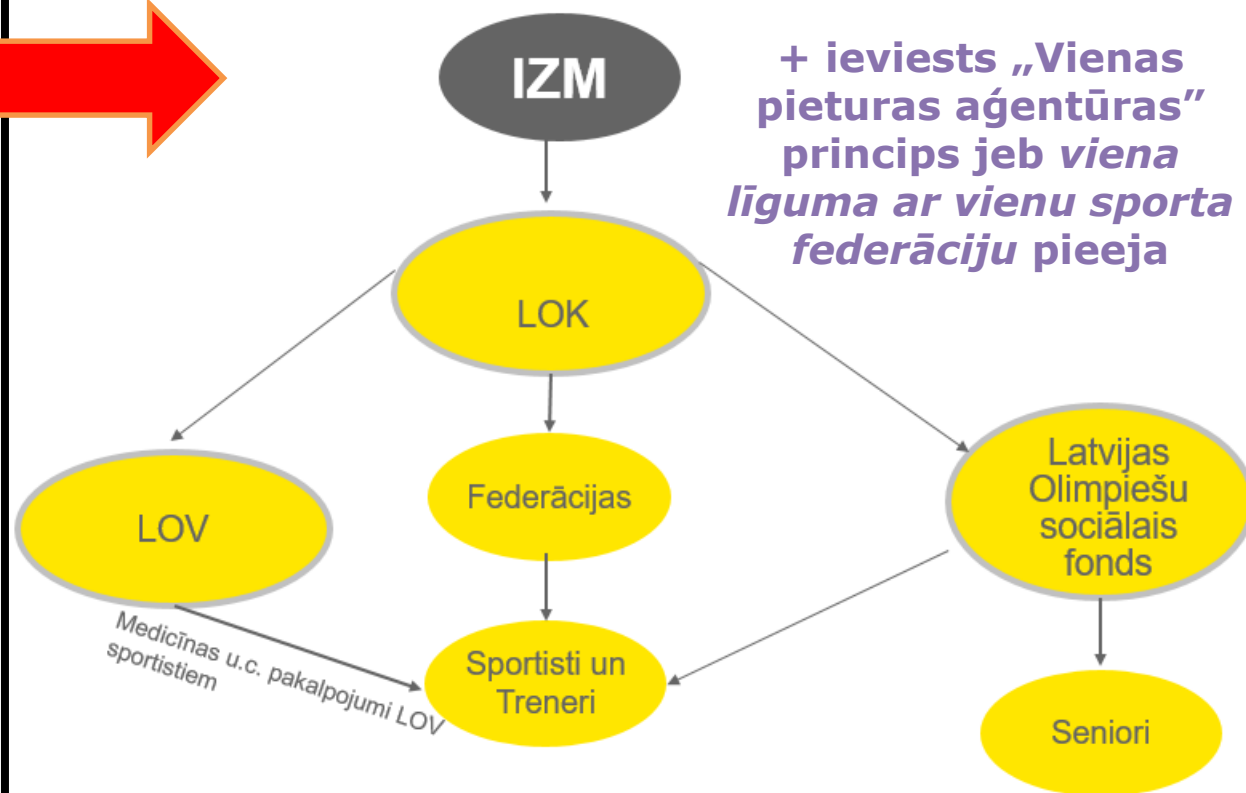 IZM
+ ieviests „Vienas
pieturas aģentūras”
princips jeb viena
līguma ar vienu sporta
federāciju pieeja
LOK
Federācijas
LOV
Latvijas
Olimpiešu
sociālais
fonds
Medicīnas u.c. pakalpojumi LOV
sportistiem
Sportisti un
Treneri
Seniori